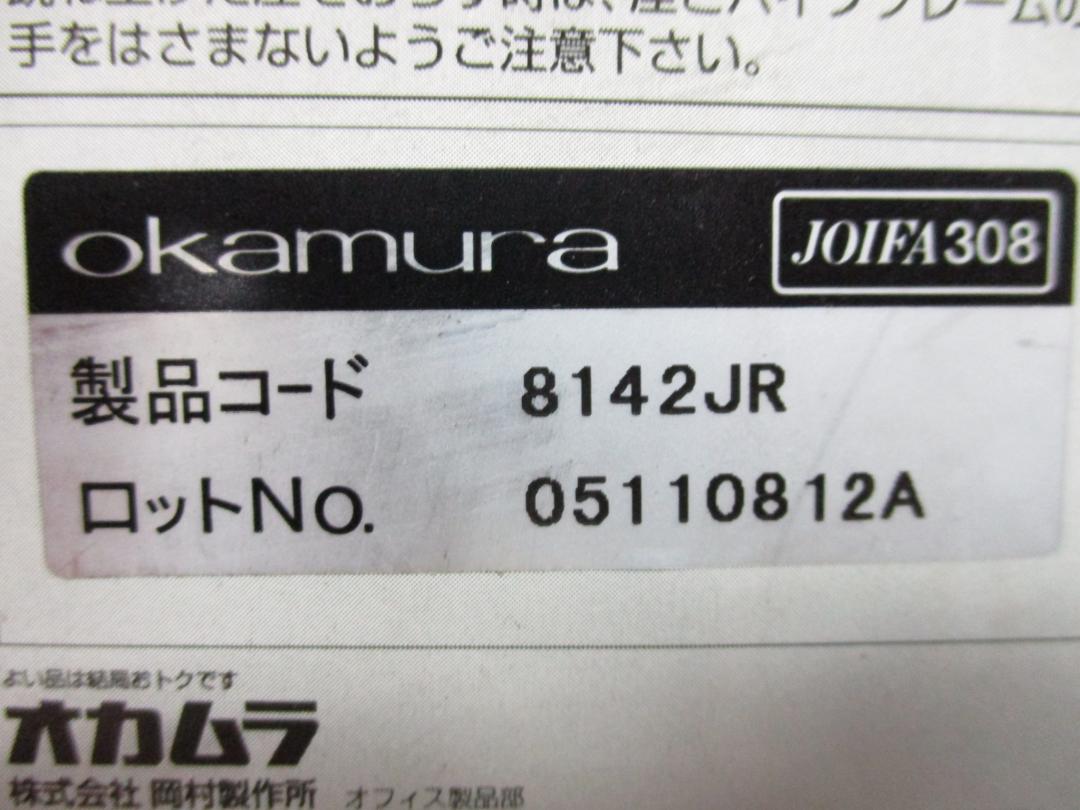 手をはさまないようご注意下さい。
okamura
JOIFA308
製品コード 8142JR
ロットNo. 05110812A
よい品は結局おトクです
オカムラ
株式会社 岡村製作所 オフィス製品部